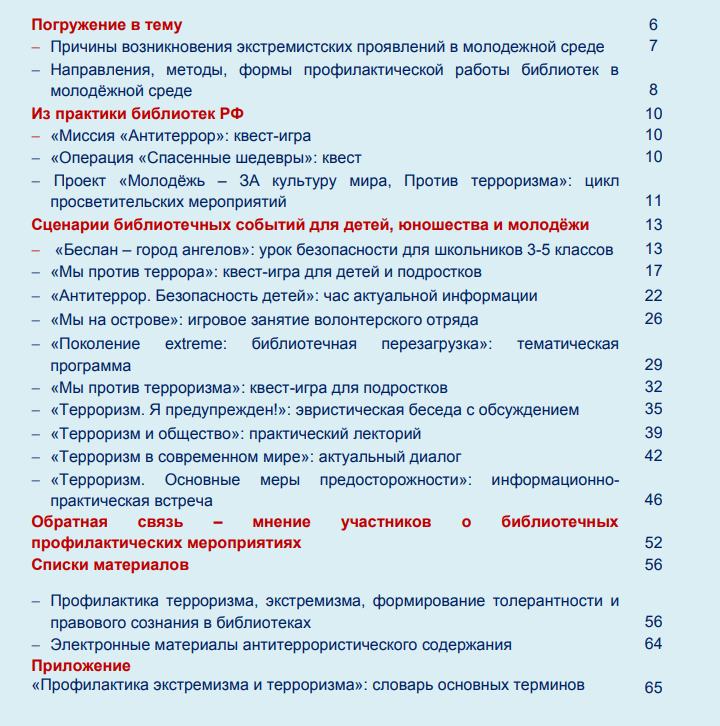 Погружение в тему 6
– Причины возникновения экстремистских проявлений в молодежной среде 7
– Направления, методы, формы профилактической работы библиотек в
молодёжной среде 8
Из практики библиотек РФ 10
– «Миссия «Антитеррор»: квест-игра 10
– «Операция «Спасенные шедевры»: квест 10
– Проект «Молодёжь – ЗА культуру мира, Против терроризма»: цикл
просветительских мероприятий 11
Сценарии библиотечных событий для детей, юношества и молодёжи 13
– «Беслан – город ангелов»: урок безопасности для школьников 3-5 классов 13
– «Мы против террора»: квест-игра для детей и подростков 17
– «Антитеррор. Безопасность детей»: час актуальной информации 22
– «Мы на острове»: игровое занятие волонтерского отряда 26
– «Поколение extreme: библиотечная перезагрузка»: тематическая
программа 29
– «Мы против терроризма»: квест-игра для подростков 32
– «Терроризм. Я предупрежден!»: эвристическая беседа с обсуждением 35
– «Терроризм и общество»: практический лекторий 39
– «Терроризм в современном мире»: актуальный диалог 42
– «Терроризм. Основные меры предосторожности»: информационно-
практическая встреча 46
Обратная связь – мнение участников о библиотечных
профилактических мероприятиях 52
Списки материалов 56
– Профилактика терроризма, экстремизма, формирование толерантности и
правового сознания в библиотеках 56
– Электронные материалы антитеррористического содержания 64
Приложение
«Профилактика экстремизма и терроризма»: словарь основных терминов 65